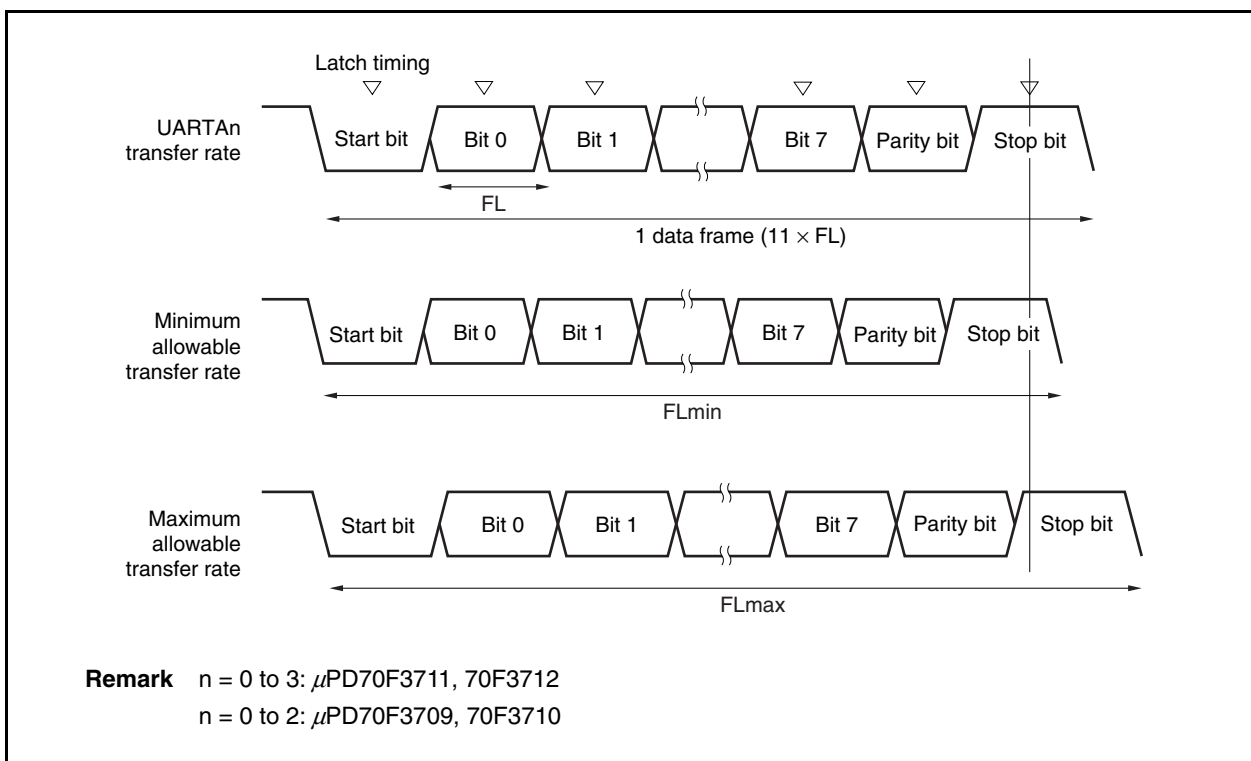 Latch timing
UARTAn
transfer rate
Start bit
Bit 0
Bit 1
Bit 7
Parity bit
Stop bit
FL
1 data frame (11 × FL)
Minimum
allowable
transfer rate
Start bit
Bit 0
Bit 1
Bit 7
Parity bit
Stop bit
FLmin
Maximum
allowable
transfer rate
Start bit
Bit 0
Bit 1
Bit 7
Parity bit
Stop bit
FLmax
Remark n = 0 to 3: μPD70F3711, 70F3712
n = 0 to 2: μPD70F3709, 70F3710